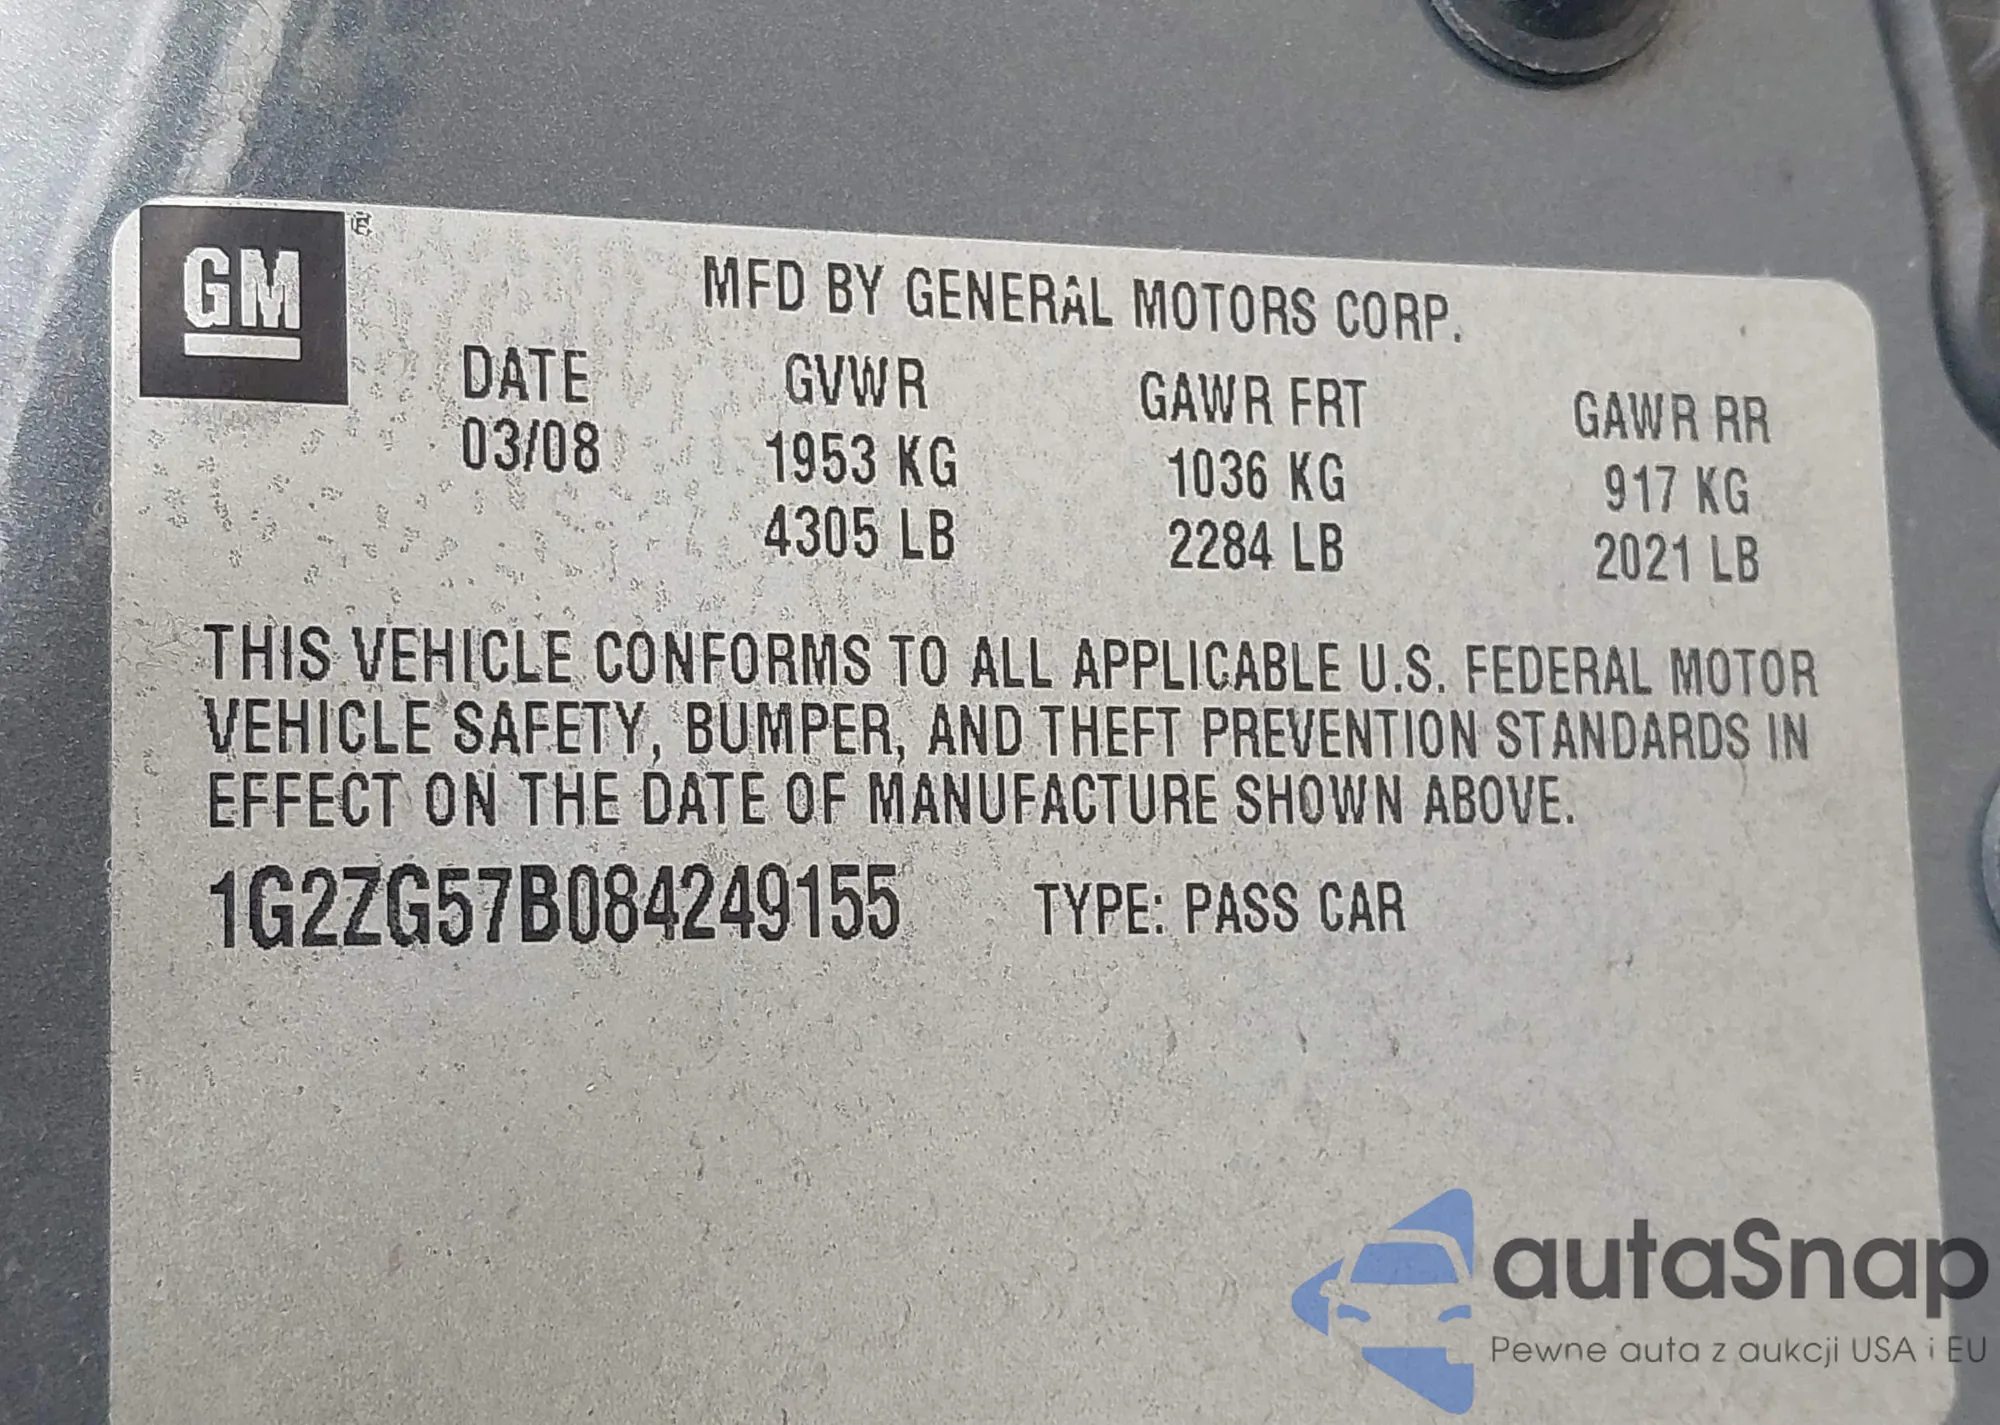 GM®
MFD BY GENERAL MOTORS CORP.
DATE GVWR GAWR FRT GAWR RR
03/08 1953 KG 1036 KG 917 KG
4305 LB 2284 LB 2021 LB
THIS VEHICLE CONFORMS TO ALL APPLICABLE U.S. FEDERAL MOTOR
VEHICLE SAFETY, BUMPER, AND THEFT PREVENTION STANDARDS IN
EFFECT ON THE DATE OF MANUFACTURE SHOWN ABOVE.
1G2ZG57B084249155 TYPE: PASS CAR
autaSnap
Pewne auta z aukcji USA i EU